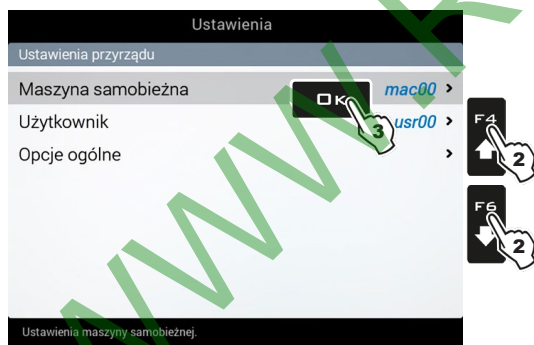 Ustawienia
Ustawienia przyrządu
Maszyna samobieżna mac00 >
OK
3
Użytkownik usr00 >
Opcje ogólne >
F4
2
F6
2
Ustawienia maszyny samobieżnej.
WWW.